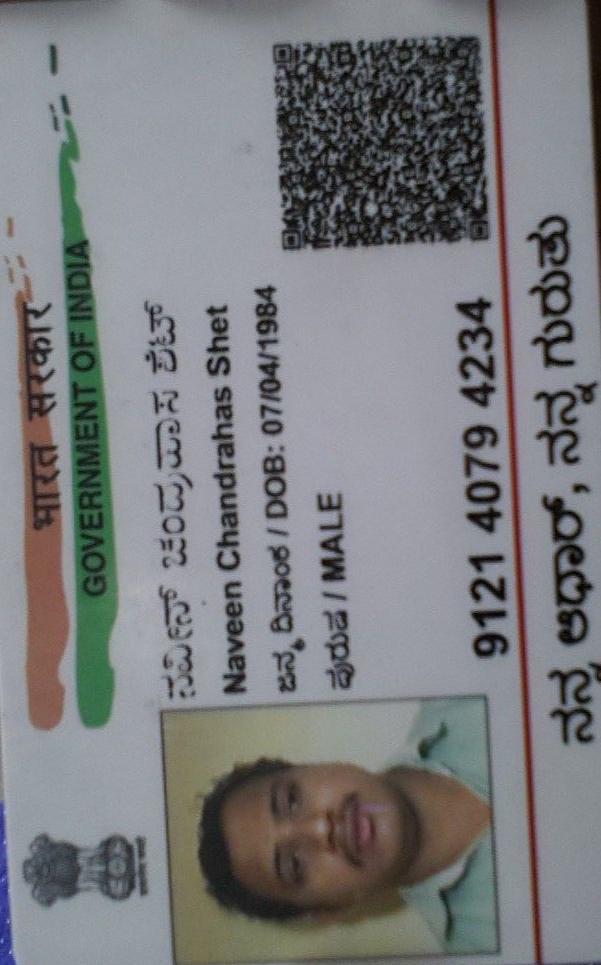 भारत सरकार
GOVERNMENT OF INDIA
ನವೀನ್ ಚಂದ್ರಹಾಸ ಶೆಟ್
Naveen Chandrahas Shet
ಜನ್ಮ ದಿನಾಂಕ / DOB: 07/04/1984
ಪುರುಷ / MALE
9121 4079 4234
ನನ್ನ ಆಧಾರ್, ನನ್ನ ಗುರುತು